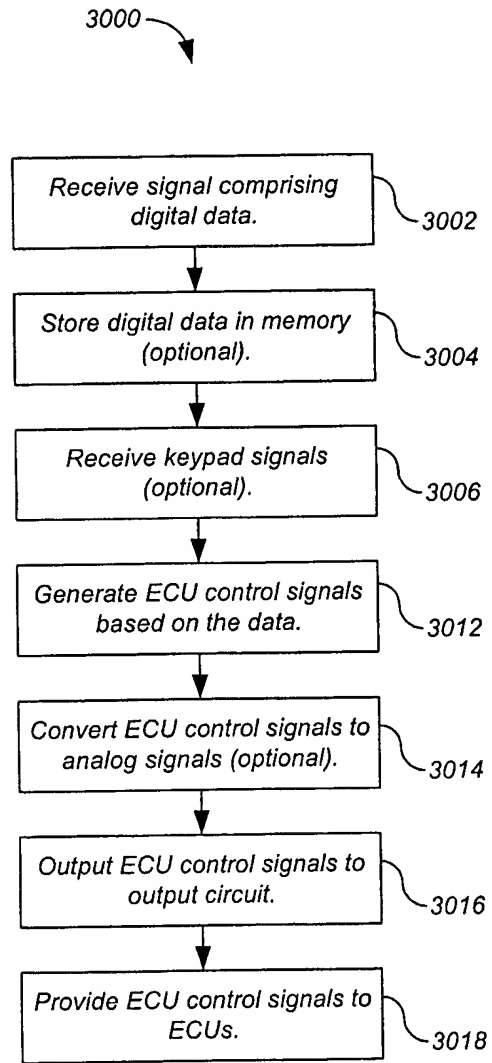 3000
Receive signal comprising
digital data.
3002
Store digital data in memory
(optional).
3004
Receive keypad signals
(optional).
3006
Generate ECU control signals
based on the data.
3012
Convert ECU control signals to
analog signals (optional).
3014
Output ECU control signals to
output circuit.
3016
Provide ECU control signals to
ECUs.
3018